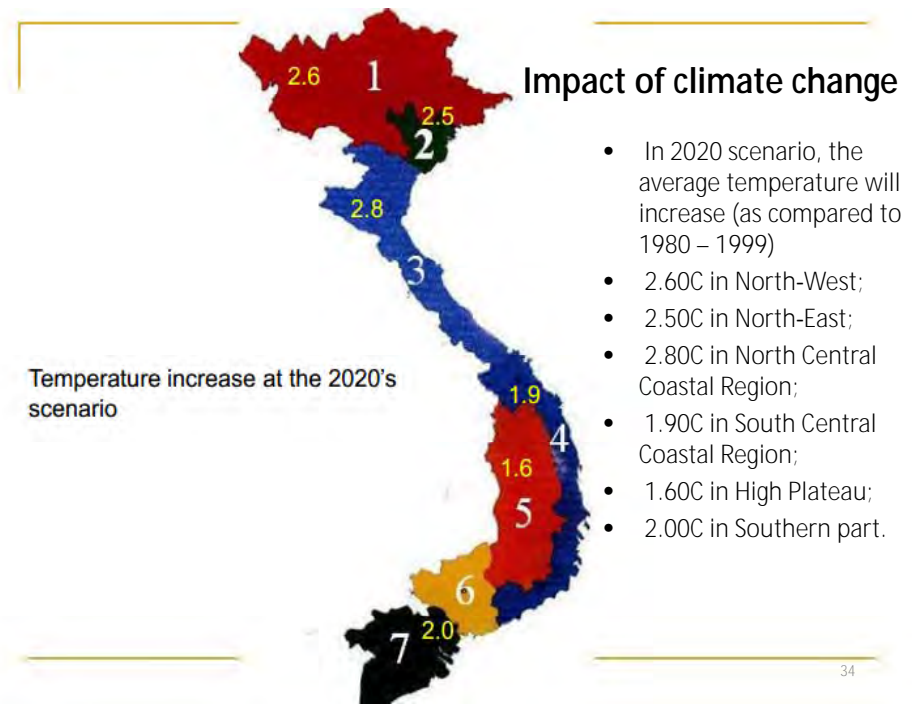 Impact of climate change
• In 2020 scenario, the
average temperature will
increase (as compared to
1980 – 1999)
• 2.60C in North-West;
• 2.50C in North-East;
• 2.80C in North Central
Coastal Region;
• 1.90C in South Central
Coastal Region;
• 1.60C in High Plateau;
• 2.00C in Southern part.
Temperature increase at the 2020's
scenario
2.6
1
2.5
2
2.8
3
1.9
4
1.6
5
6
2.0
7
34